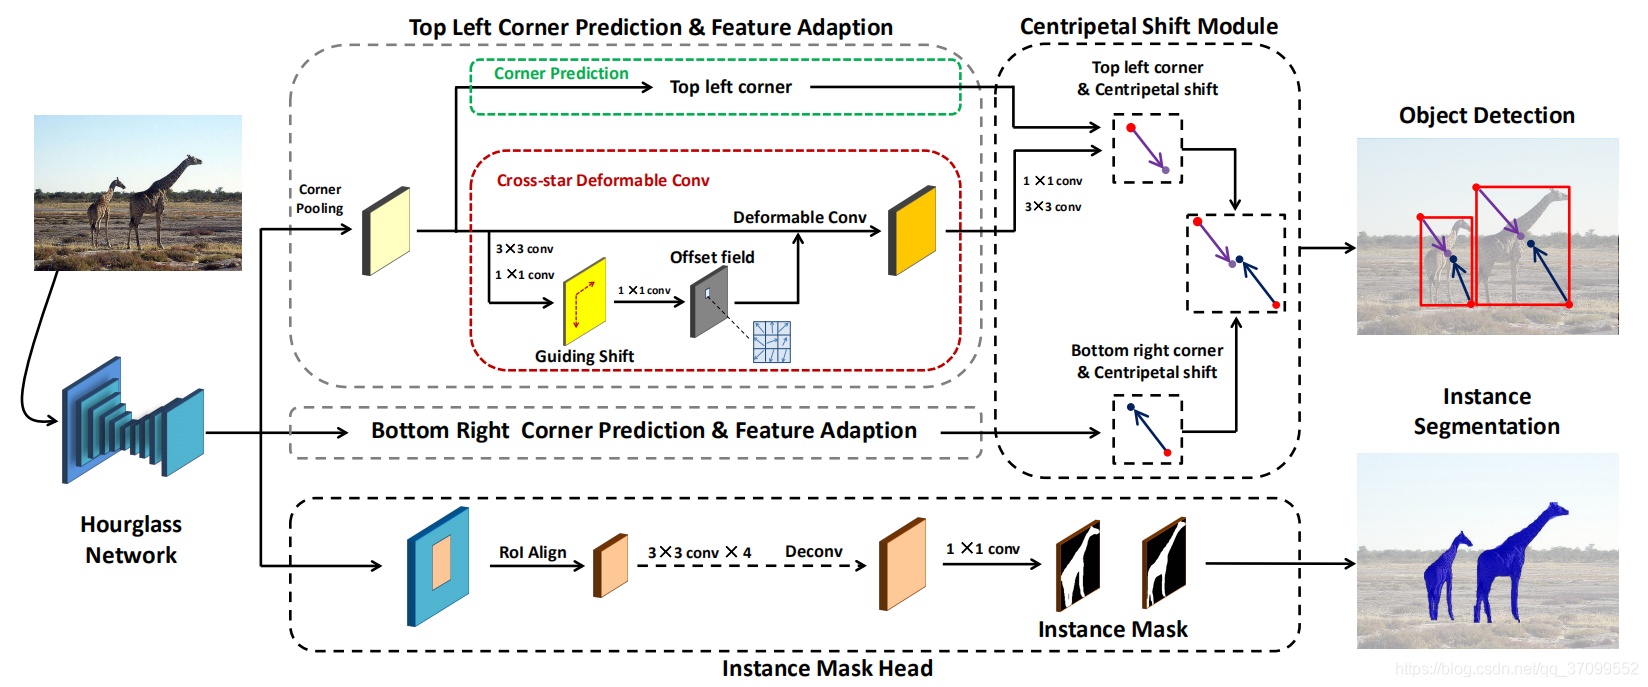 Top Left Corner Prediction & Feature Adaption
Centripetal Shift Module
Corner Prediction
Top left corner
Top left corner
& Centripetal shift
Object Detection
Corner
Pooling
Cross-star Deformable Conv
1 ×1 conv
3×3 conv
Deformable Conv
3×3 conv
1 ×1 conv
Offset field
1 ×1 conv
Guiding Shift
Bottom right corner
& Centripetal shift
Bottom Right Corner Prediction & Feature Adaption
Instance
Segmentation
Hourglass
Network
RoI Align
3×3 conv × 4
Deconv
1 ×1 conv
Instance Mask
Instance Mask Head
https://blog.csdn.net/qq_37099552